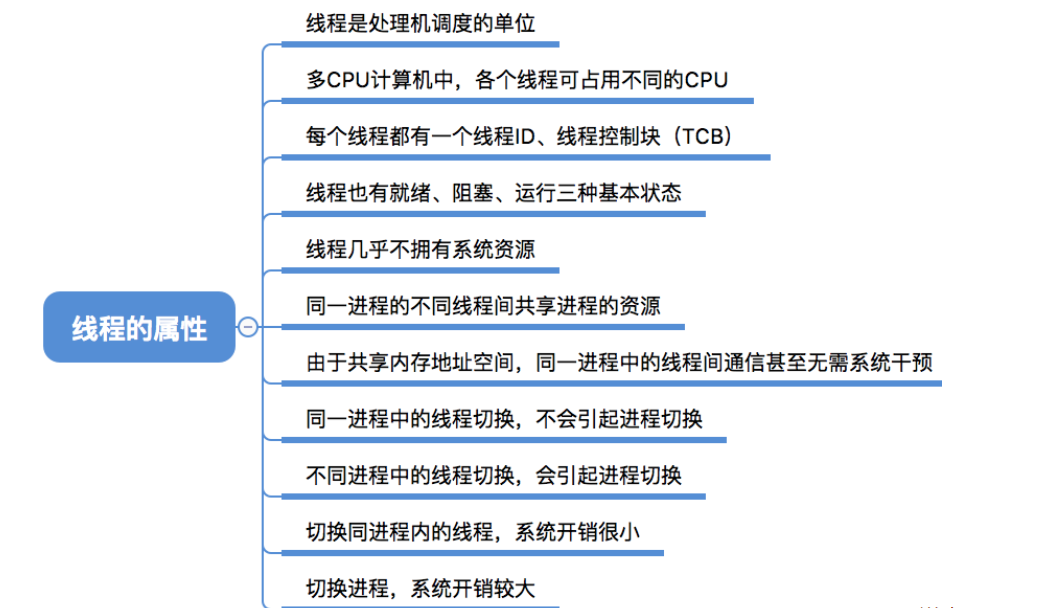 线程是处理机调度的单位
多CPU计算机中，各个线程可占用不同的CPU
每个线程都有一个线程ID、线程控制块（TCB）
线程也有就绪、阻塞、运行三种基本状态
线程几乎不拥有系统资源
同一进程的不同线程间共享进程的资源
线程的属性
由于共享内存地址空间，同一进程中的线程间通信甚至无需系统干预
同一进程中的线程切换，不会引起进程切换
不同进程中的线程切换，会引起进程切换
切换同进程内的线程，系统开销很小
切换进程，系统开销较大